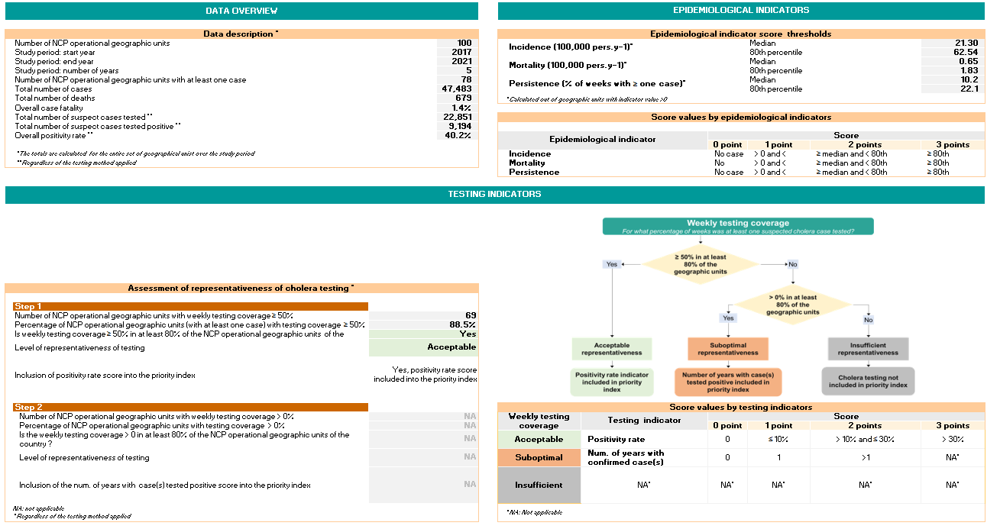 DATA OVERVIEW
Data description *
Number of NCP operational geographic units 100
Study period: start year 2017
Study period: end year 2021
Study period: number of years 5
Number of NCP operational geographic units with at least one case 78
Total number of cases 47,483
Total number of deaths 679
Overall case fatality 1.4%
Total number of suspect cases tested ** 22,851
Total number of suspect cases tested positive ** 9,194
Overall positivity rate ** 40.2%
*The totals are calculated for the entire set of geographical unist over the study period
**Regardless of the testing method applied
EPIDEMIOLOGICAL INDICATORS
Epidemiological indicator score thresholds
Incidence (100,000 pers.y-1)* Median 21.30
80th percentile 62.54
Mortality (100,000 pers.y-1)* Median 0.65
80th percentile 1.83
Persistence (% of weeks with ≥ one case)* Median 10.2
80th percentile 22.1
*Calculated out of geographic units with indicator value >0
Score values by epidemiological indicators
Epidemiological indicator Score
0 point 1 point 2 points 3 points
Incidence No case > 0 and < ≥ median and < 80th ≥ 80th
Mortality No > 0 and < ≥ median and < 80th ≥ 80th
Persistence No case > 0 and < ≥ median and < 80th ≥ 80th
TESTING INDICATORS
Assessment of representativeness of cholera testing *
Step 1
Number of NCP operational geographic units with weekly testing coverage ≥ 50% 69
Percentage of NCP operational geographic units (with at least one case) with testing coverage ≥ 50% 88.5%
Is weekly testing coverage ≥ 50% in at least 80% of the NCP operational geographic units of the Yes
Level of representativeness of testing Acceptable
Inclusion of positivity rate score into the priority index Yes, positivity rate score
included into the priority index
Step 2
Number of NCP operational geographic units with weekly testing coverage > 0% NA
Percentage of NCP operational geographic units with testing coverage > 0% NA
Is the weekly testing coverage > 0 in at least 80% of the NCP operational geographic units of the
country ? NA
Level of representativeness of testing NA
Inclusion of the num. of years with case(s) tested positive score into the priority index NA
NA: not applicable
*Regardless of the testing method applied
Weekly testing coverage
For what percentage of weeks was at least one suspected cholera case tested?
≥ 50% in at least
80% of the
geographic units
Yes
No
> 0% in at least
80% of the
geographic units
Yes
No
Acceptable
representativeness
Suboptimal
representativeness
Insufficient
representativeness
Positivity rate indicator
included in priority
index
Number of years with case(s)
tested positive included in
priority index
Cholera testing not
included in priority index
Score values by testing indicators
Weekly testing
coverage
Testing indicator
Score
0 point 1 point 2 points 3 points
Acceptable Positivity rate 0 ≤ 10% > 10% and ≤ 30% > 30%
Suboptimal Num. of years with
confirmed case(s) 0 1 >1 NA*
Insufficient NA* NA* NA* NA* NA*
*NA: Not applicable